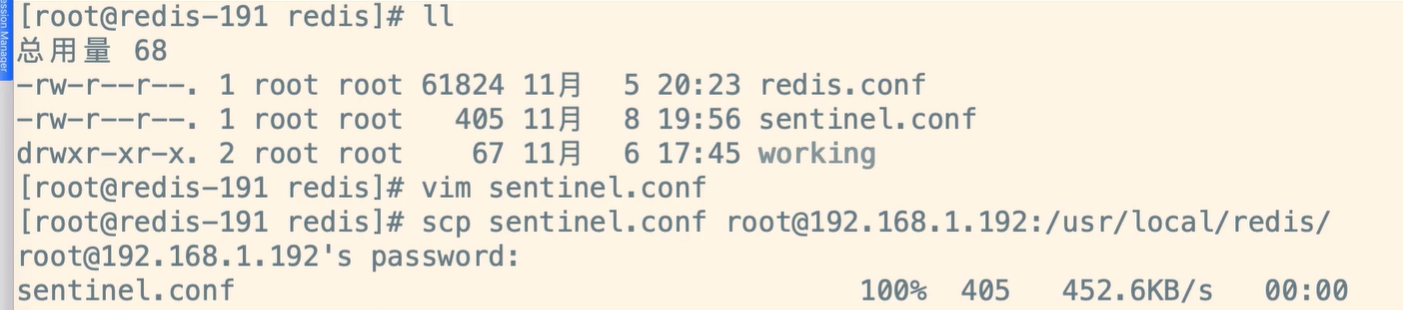 ession Manager
[root@redis-191 redis]# ll
总用量 68
-rw-r--r--. 1 root root 61824 11月  5 20:23 redis.conf
-rw-r--r--. 1 root root   405 11月  8 19:56 sentinel.conf
drwxr-xr-x. 2 root root    67 11月  6 17:45 working
[root@redis-191 redis]# vim sentinel.conf
[root@redis-191 redis]# scp sentinel.conf root@192.168.1.192:/usr/local/redis/
root@192.168.1.192's password:
sentinel.conf                                     100%  405   452.6KB/s   00:00